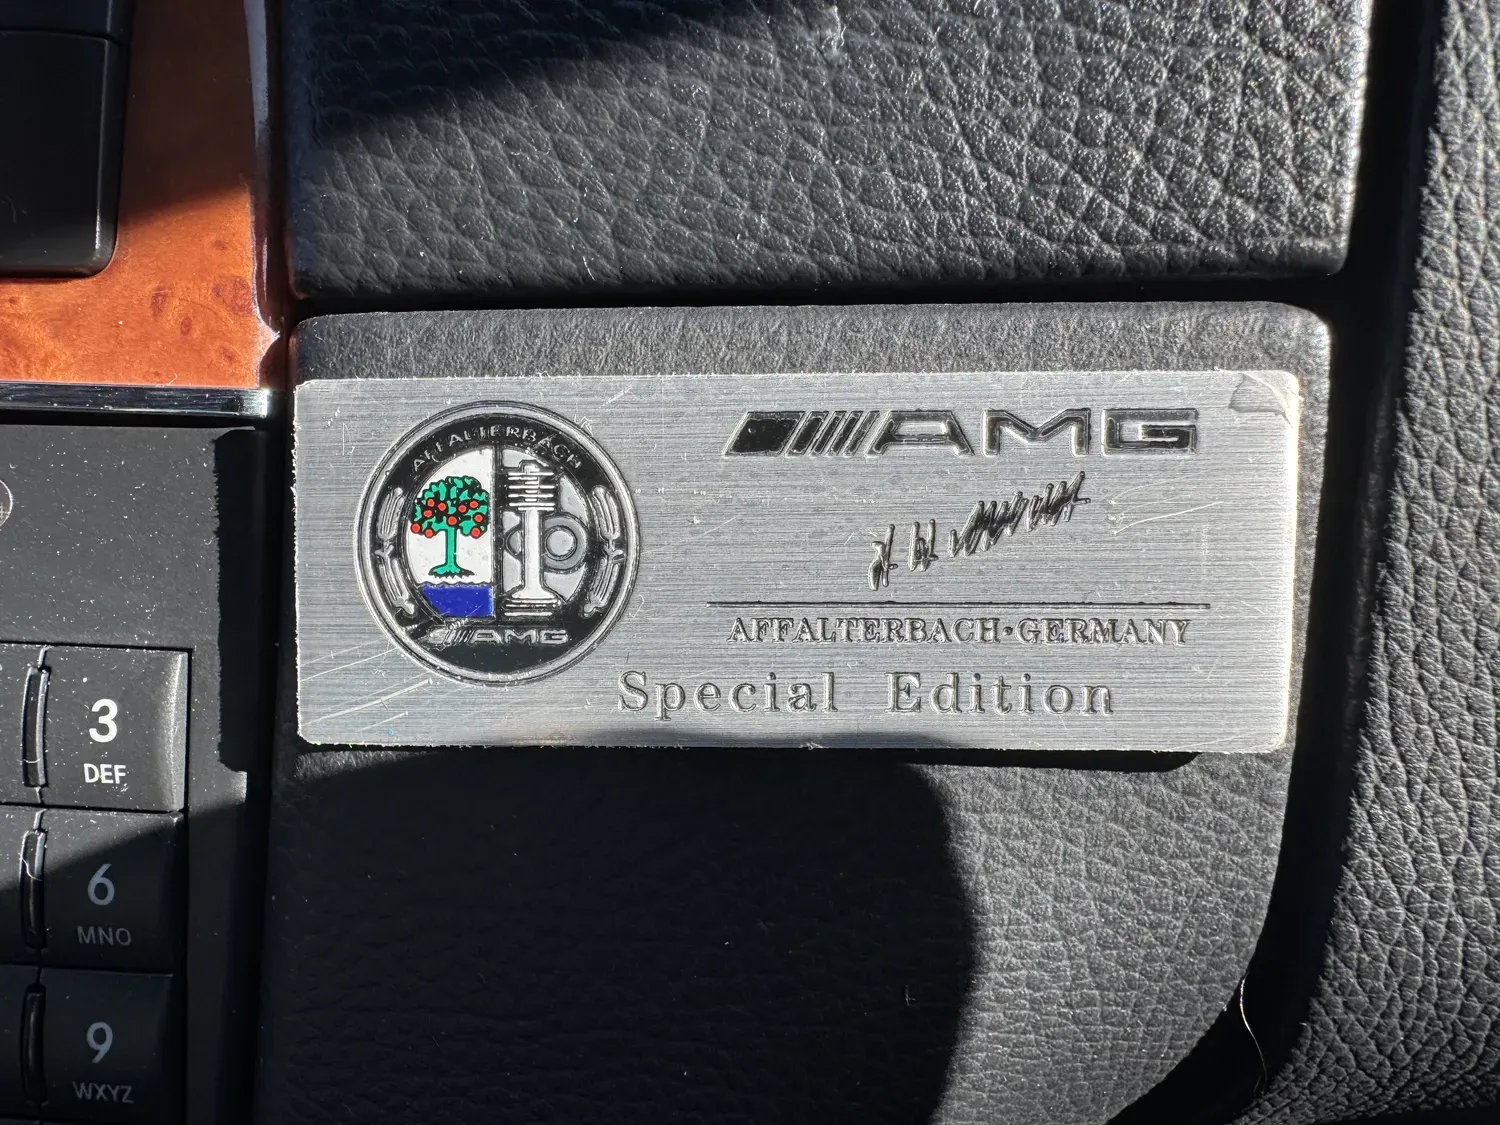 AFFALTERBACH
AMG
AMG
AFFALTERBACH·GERMANY
Special Edition
3
DEF
6
MNO
9
WXYZ